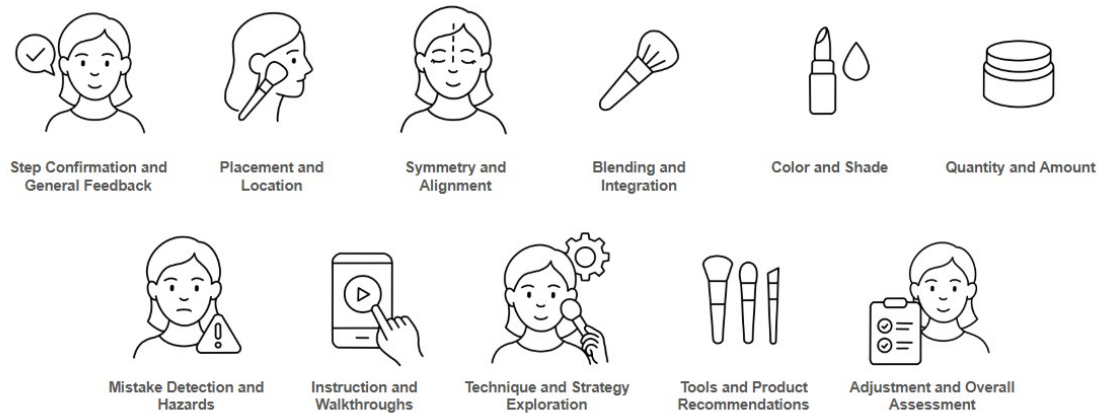 Step Confirmation and
General Feedback
Placement and
Location
Symmetry and
Alignment
Blending and
Integration
Color and Shade
Quantity and Amount
Mistake Detection and
Hazards
Instruction and
Walkthroughs
Technique and Strategy
Exploration
Tools and Product
Recommendations
Adjustment and Overall
Assessment